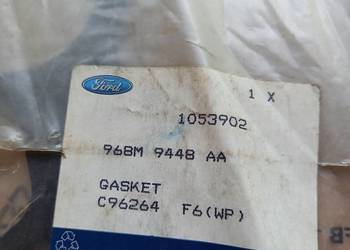 Ford
1 X
1053902
96BM 9448 AA
GASKET
C96264 F6(WP)